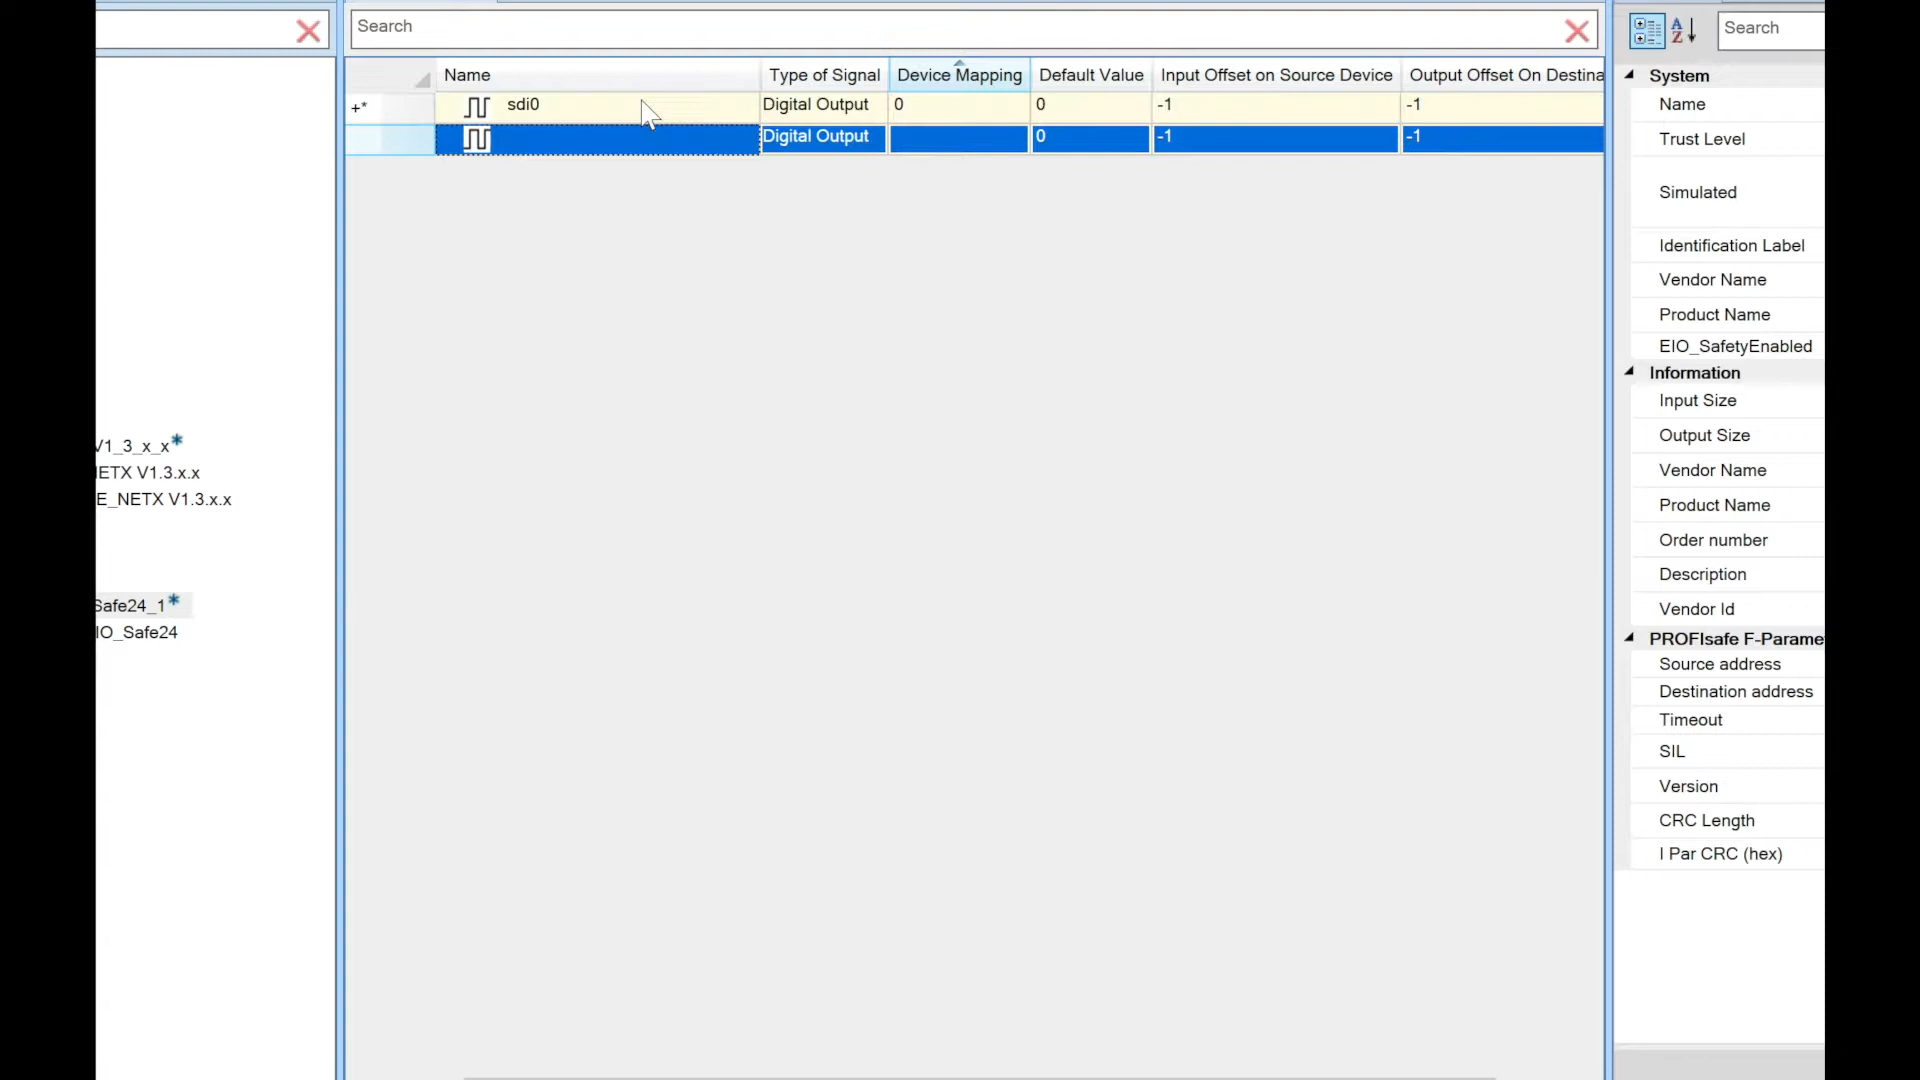 Search
Search
Name
Type of Signal
Device Mapping
Default Value
Input Offset on Source Device
Output Offset On Destina
+*
sdi0
Digital Output
0
0
-1
-1
Digital Output
0
-1
-1
V1_3_x_x*
IETX V1.3.x.x
E_NETX V1.3.x.x
Safe24_1*
IO_Safe24
System
Name
Trust Level
Simulated
Identification Label
Vendor Name
Product Name
EIO_SafetyEnabled
Information
Input Size
Output Size
Vendor Name
Product Name
Order number
Description
Vendor Id
PROFIsafe F-Parame
Source address
Destination address
Timeout
SIL
Version
CRC Length
I Par CRC (hex)